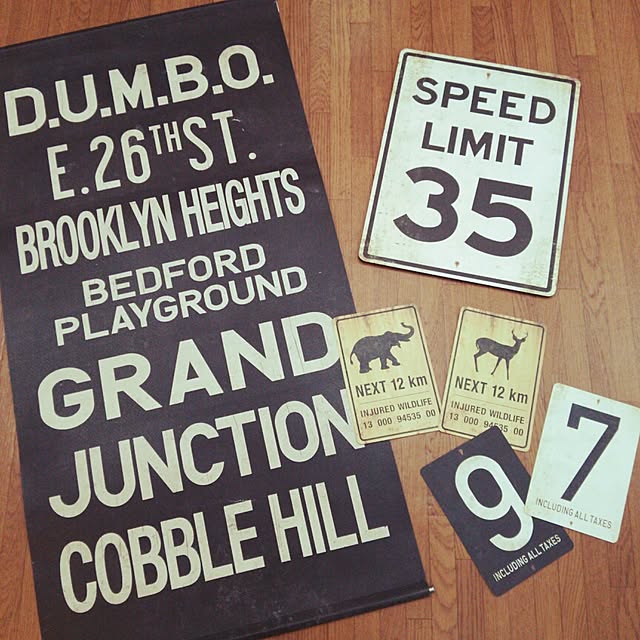 D.U.M.B.O.
E.26TH ST.
BROOKLYN HEIGHTS
BEDFORD
PLAYGROUND
GRAND
JUNCTION
COBBLE HILL
SPEED
LIMIT
35
NEXT 12 km
INJURED WILDLIFE
13 000 94535 00
NEXT 12 km
INJURED WILDLIFE
13 000 94535 00
9
INCLUDING ALL TAXES
7
INCLUDING ALL TAXES